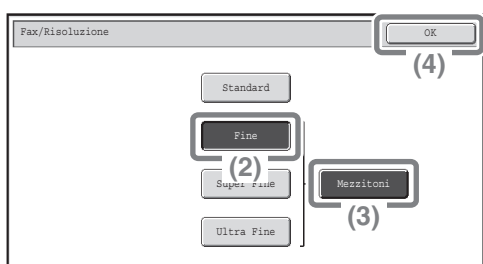 Fax/Risoluzione
OK
(4)
Standard
Fine
(2)
Super Fine
Mezzitoni
(3)
Ultra Fine